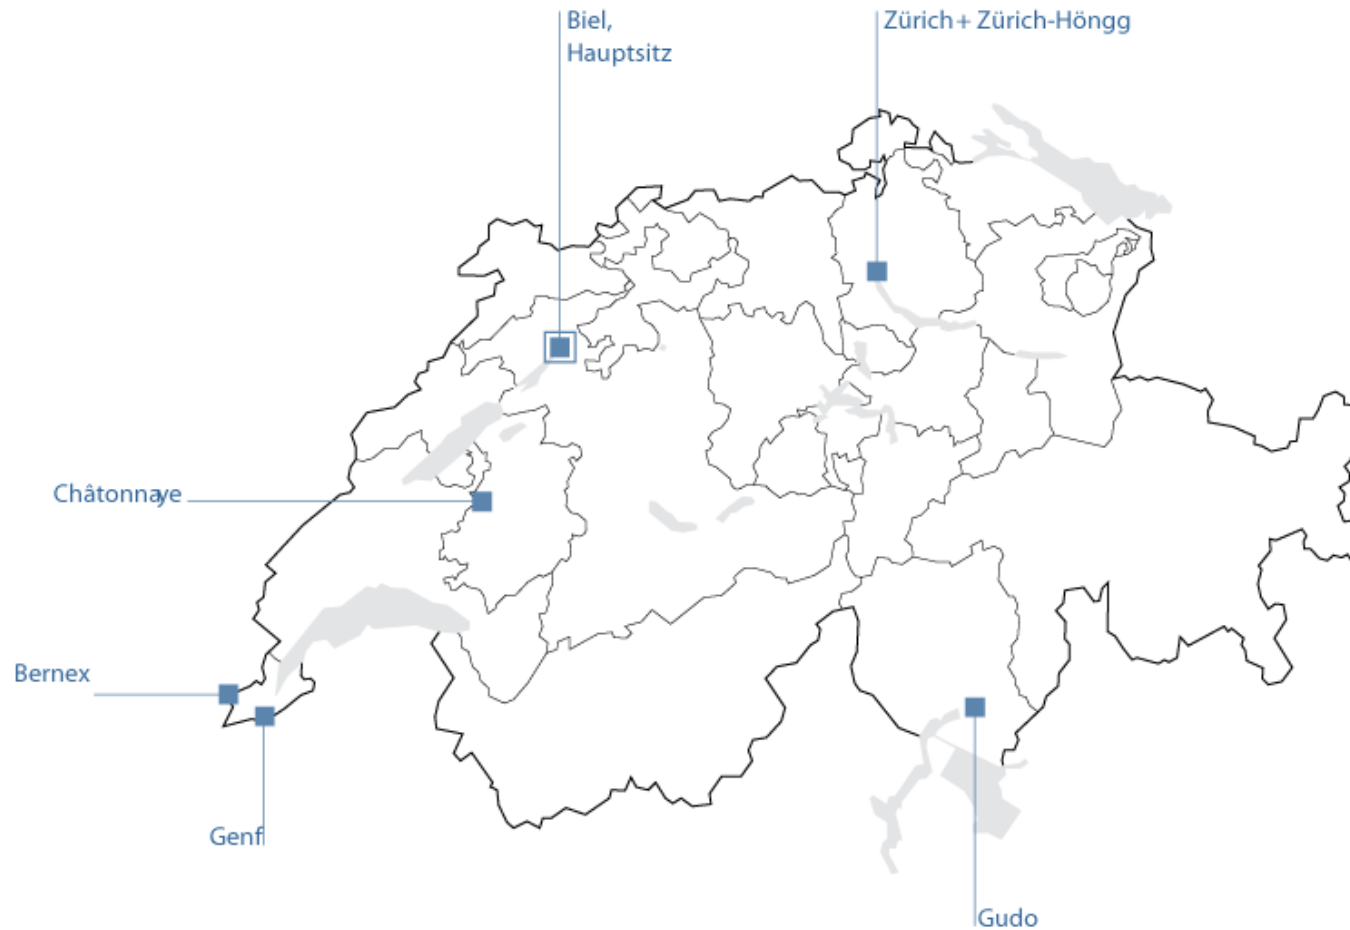 Biel,
Hauptsitz
Zürich + Zürich-Höngg
Châtonnaye
Bernex
Genf
Gudo